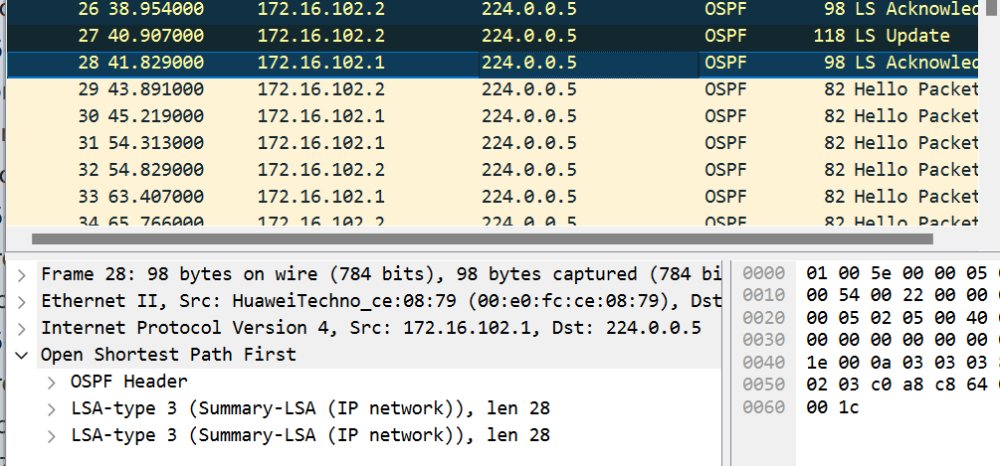 26 38.954000 172.16.102.2 224.0.0.5 OSPF 98 LS Acknowled
27 40.907000 172.16.102.2 224.0.0.5 OSPF 118 LS Update
28 41.829000 172.16.102.1 224.0.0.5 OSPF 98 LS Acknowled
29 43.891000 172.16.102.2 224.0.0.5 OSPF 82 Hello Packet
30 45.219000 172.16.102.1 224.0.0.5 OSPF 82 Hello Packet
31 54.313000 172.16.102.1 224.0.0.5 OSPF 82 Hello Packet
32 54.829000 172.16.102.2 224.0.0.5 OSPF 82 Hello Packet
33 63.407000 172.16.102.1 224.0.0.5 OSPF 82 Hello Packet
34 65.766000 172.16.102.2 224.0.0.5 OSPF 82 Hello Packet
Frame 28: 98 bytes on wire (784 bits), 98 bytes captured (784 bi
Ethernet II, Src: HuaweiTechno_ce:08:79 (00:e0:fc:ce:08:79), Dst
Internet Protocol Version 4, Src: 172.16.102.1, Dst: 224.0.0.5
Open Shortest Path First
OSPF Header
LSA-type 3 (Summary-LSA (IP network)), len 28
LSA-type 3 (Summary-LSA (IP network)), len 28
0000 01 00 5e 00 00 05
0010 00 54 00 22 00 00
0020 00 05 02 05 00 40
0030 00 00 00 00 00 00
0040 1e 00 0a 03 03 03
0050 02 03 c0 a8 c8 64
0060 00 1c